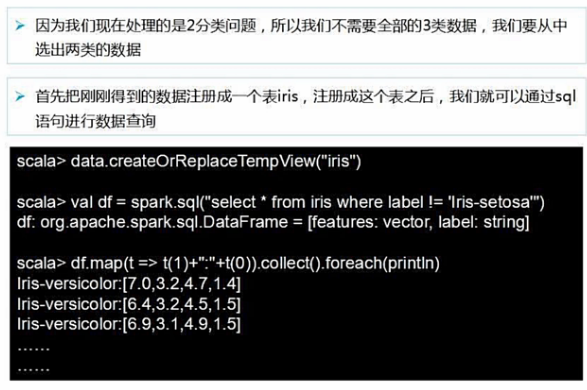 因为我们现在处理的是2分类问题，所以我们不需要全部的3类数据，我们要从中
选出两类的数据
首先把刚刚得到的数据注册成一个表iris，注册成这个表之后，我们就可以通过sql
语句进行数据查询
scala> data.createOrReplaceTempView("iris")
scala> val df = spark.sql("select * from iris where label != 'Iris-setosa'")
df: org.apache.spark.sql.DataFrame = [features: vector, label: string]
scala> df.map(t => t(1)+":"+t(0)).collect().foreach(println)
Iris-versicolor:[7.0,3.2,4.7,1.4]
Iris-versicolor:[6.4,3.2,4.5,1.5]
Iris-versicolor:[6.9,3.1,4.9,1.5]
......
......